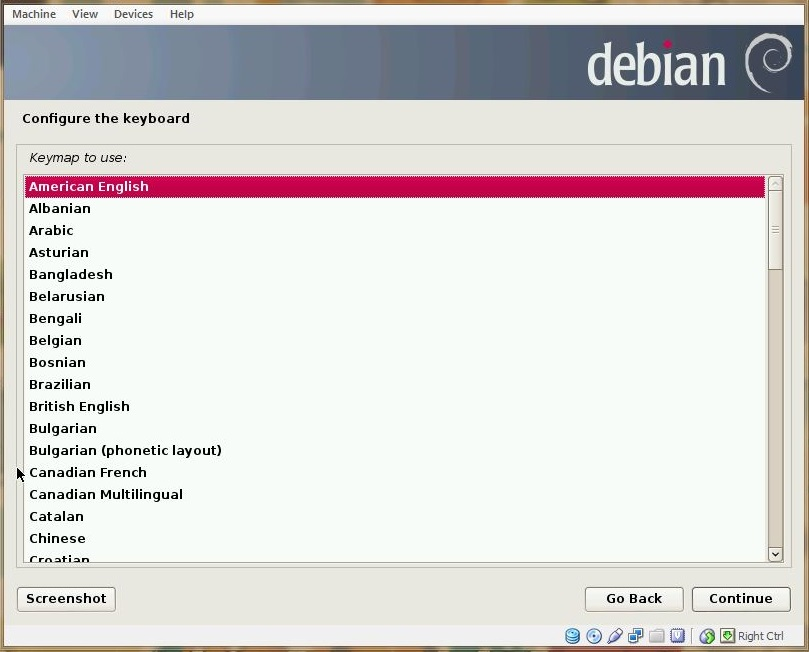 Machine View Devices Help
debian
Configure the keyboard
Keymap to use:
American English
Albanian
Arabic
Asturian
Bangladesh
Belarusian
Bengali
Belgian
Bosnian
Brazilian
British English
Bulgarian
Bulgarian (phonetic layout)
Canadian French
Canadian Multilingual
Catalan
Chinese
Croatian
Screenshot Go Back Continue
Right Ctrl